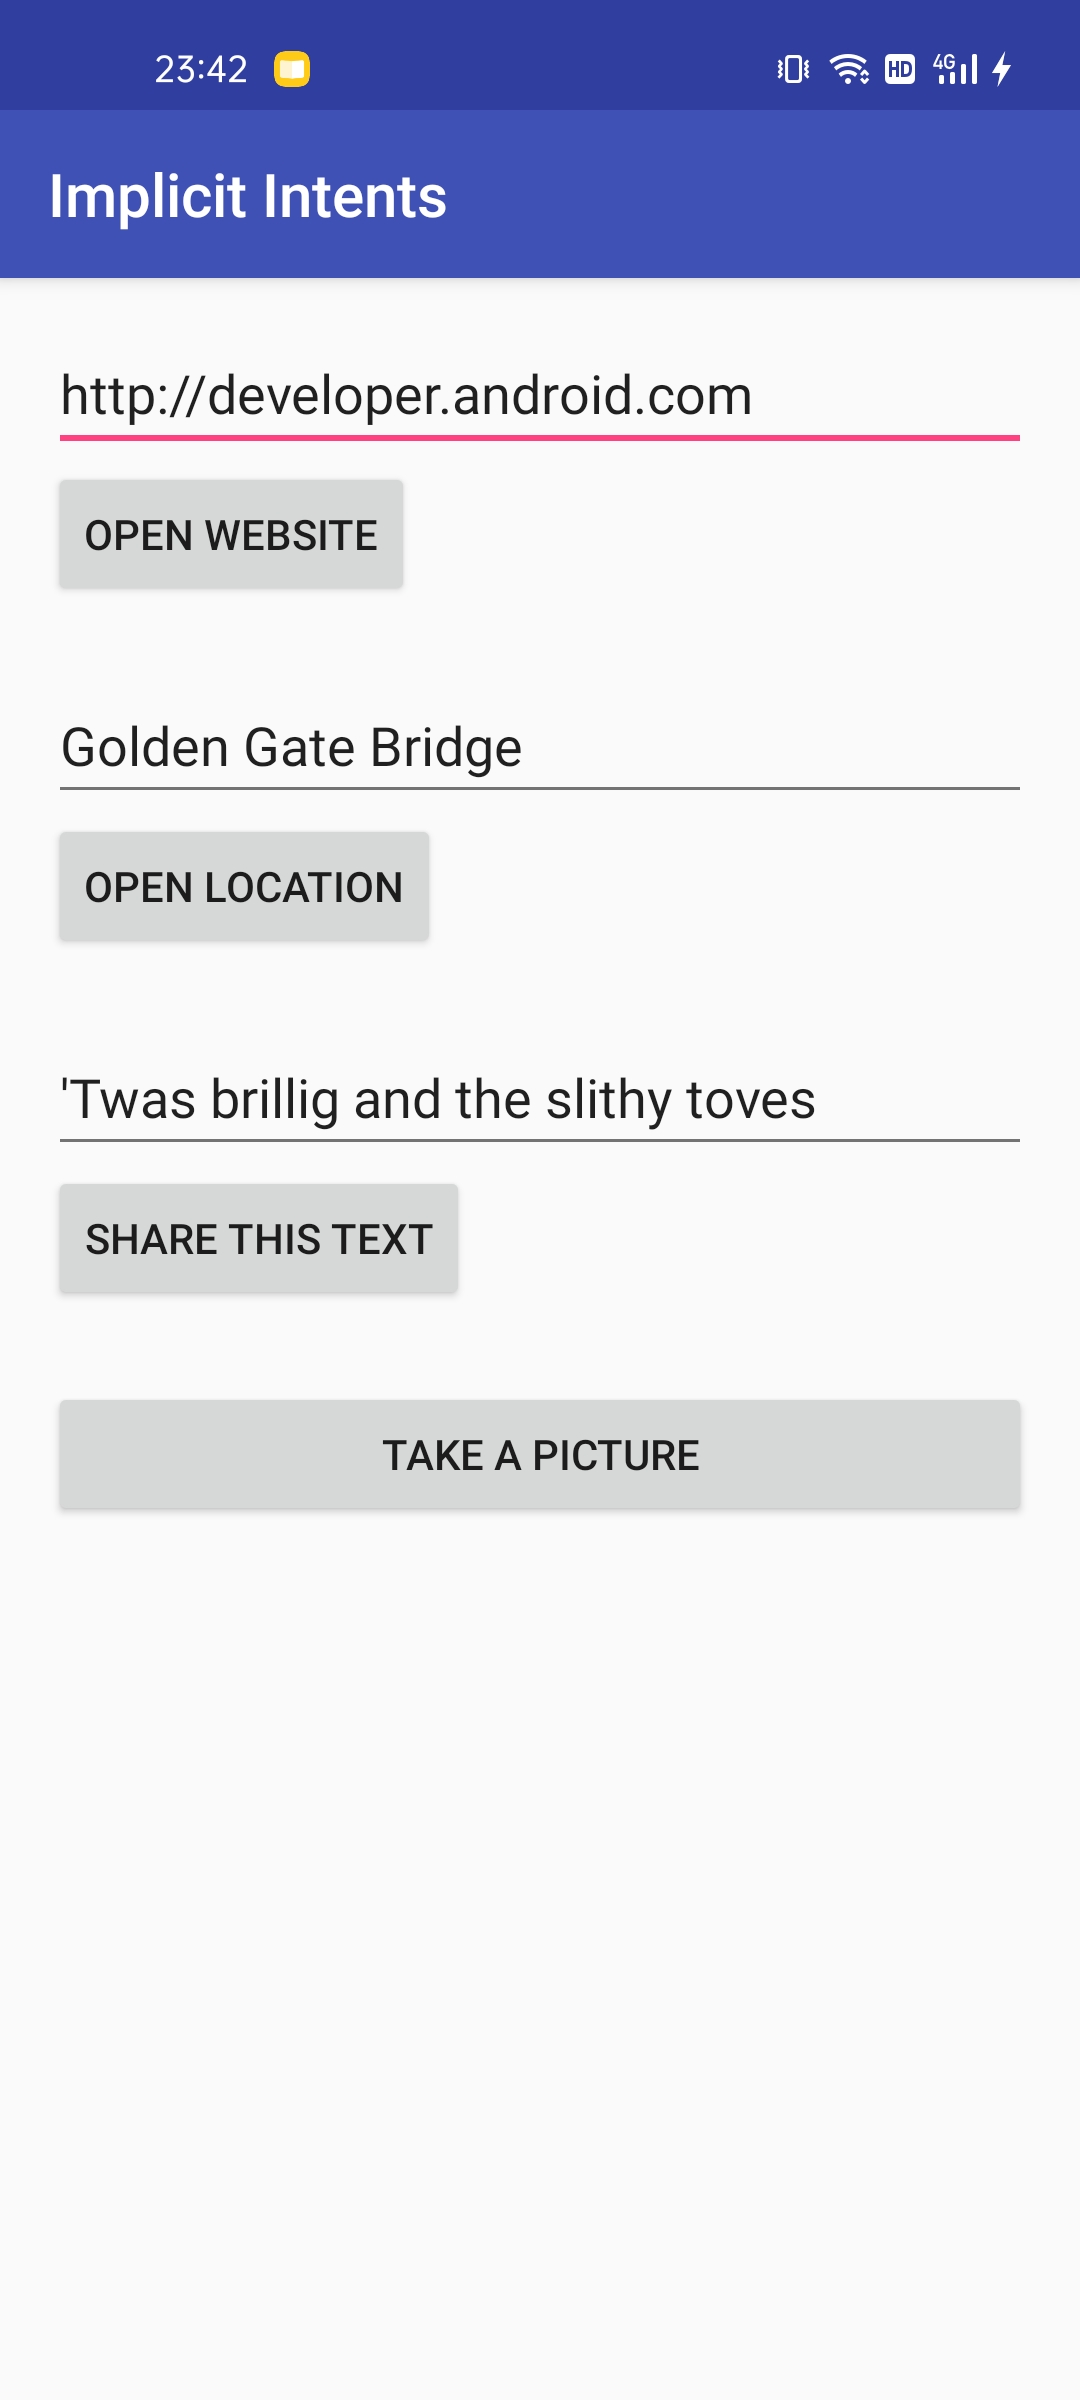 23:42
HD
4G
Implicit Intents
http://developer.android.com
OPEN WEBSITE
Golden Gate Bridge
OPEN LOCATION
'Twas brillig and the slithy toves
SHARE THIS TEXT
TAKE A PICTURE